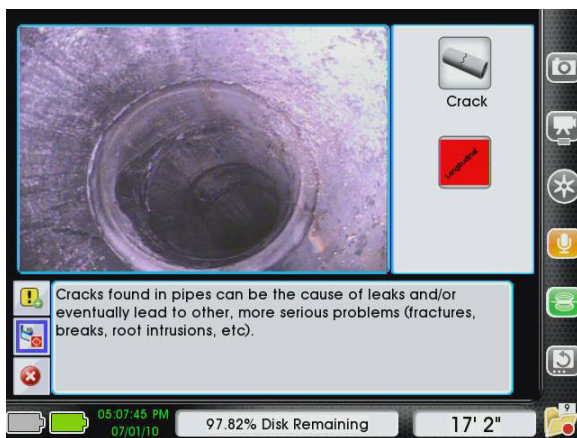 Crack
Longitudinal
Cracks found in pipes can be the cause of leaks and/or
eventually lead to other, more serious problems (fractures,
breaks, root intrusions, etc).
9
05:07:45 PM
07/01/10
97.82% Disk Remaining
17' 2"